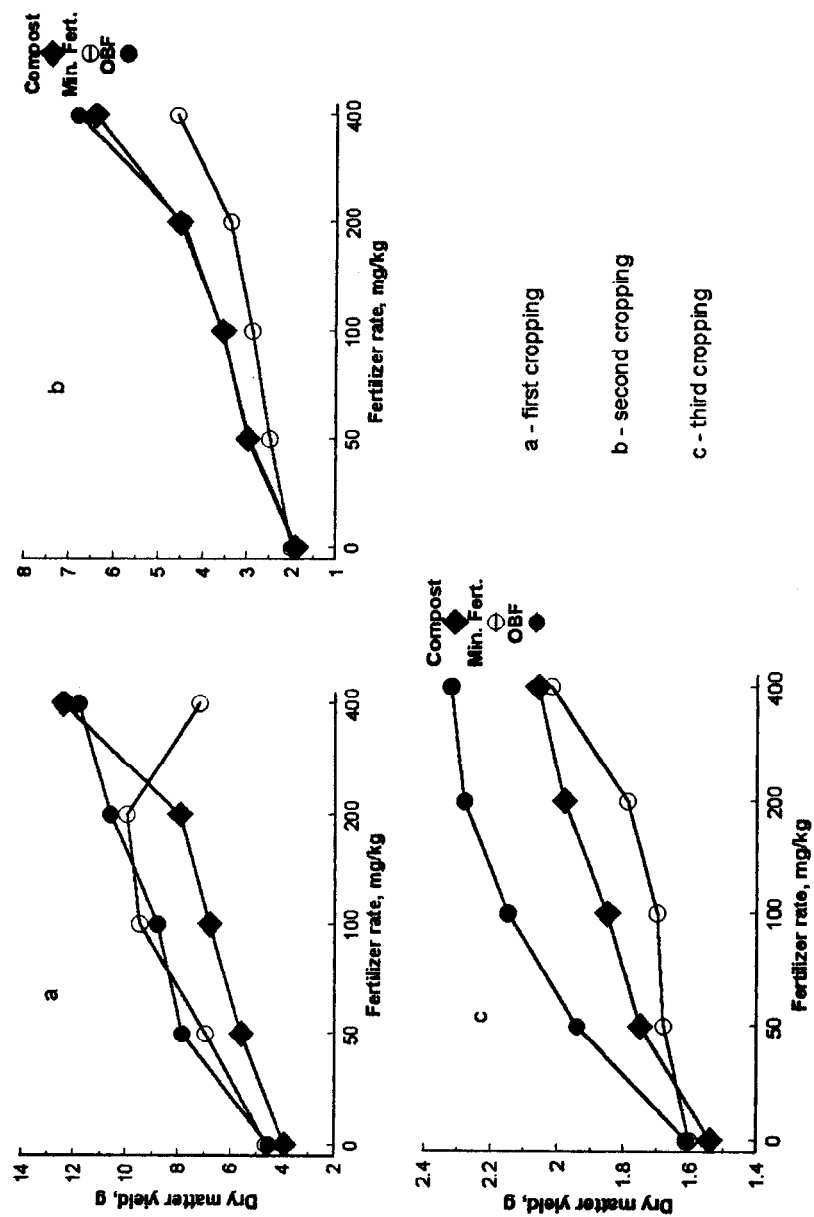 a
14
12
10
8
6
4
2
Dry matter yield, g
0
50
100
200
400
Fertilizer rate, mg/kg
b
8
7
6
5
4
3
2
1
0
50
100
200
400
Fertilizer rate, mg/kg
Compost
Min. Fert.
OBF
c
2.4
2.2
2
1.8
1.6
1.4
Dry matter yield, g
0
50
100
200
400
Fertilizer rate, mg/kg
Compost
Min. Fert.
OBF
a - first cropping
b - second cropping
c - third cropping